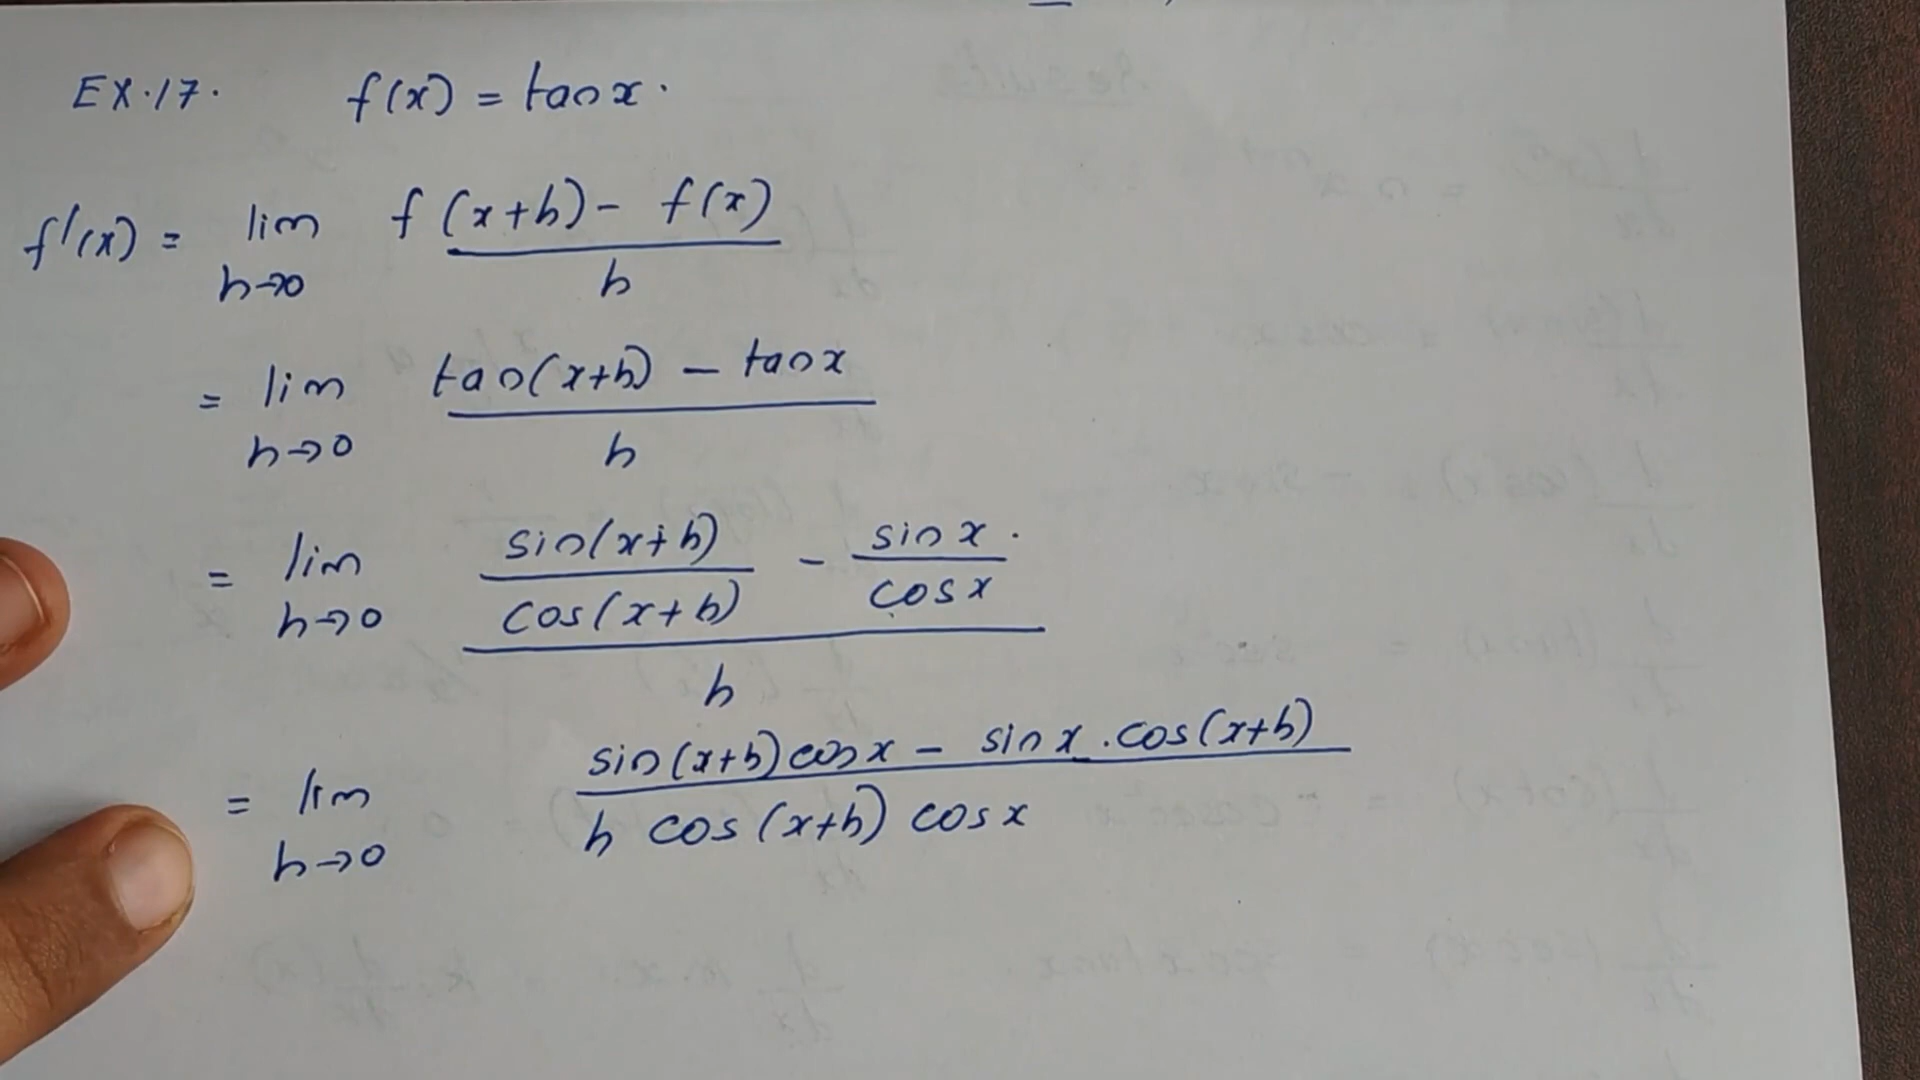 EX.17. f(x) = tan x.
f'(x) = lim h→0 f(x+h) - f(x) / h
= lim h→0 tan(x+h) - tan x / h
= lim h→0 sin(x+h) / cos(x+h) - sin x / cos x . / h
= lim h→0 sin(x+h) cos x - sin x . cos(x+h) / h cos(x+h) cos x